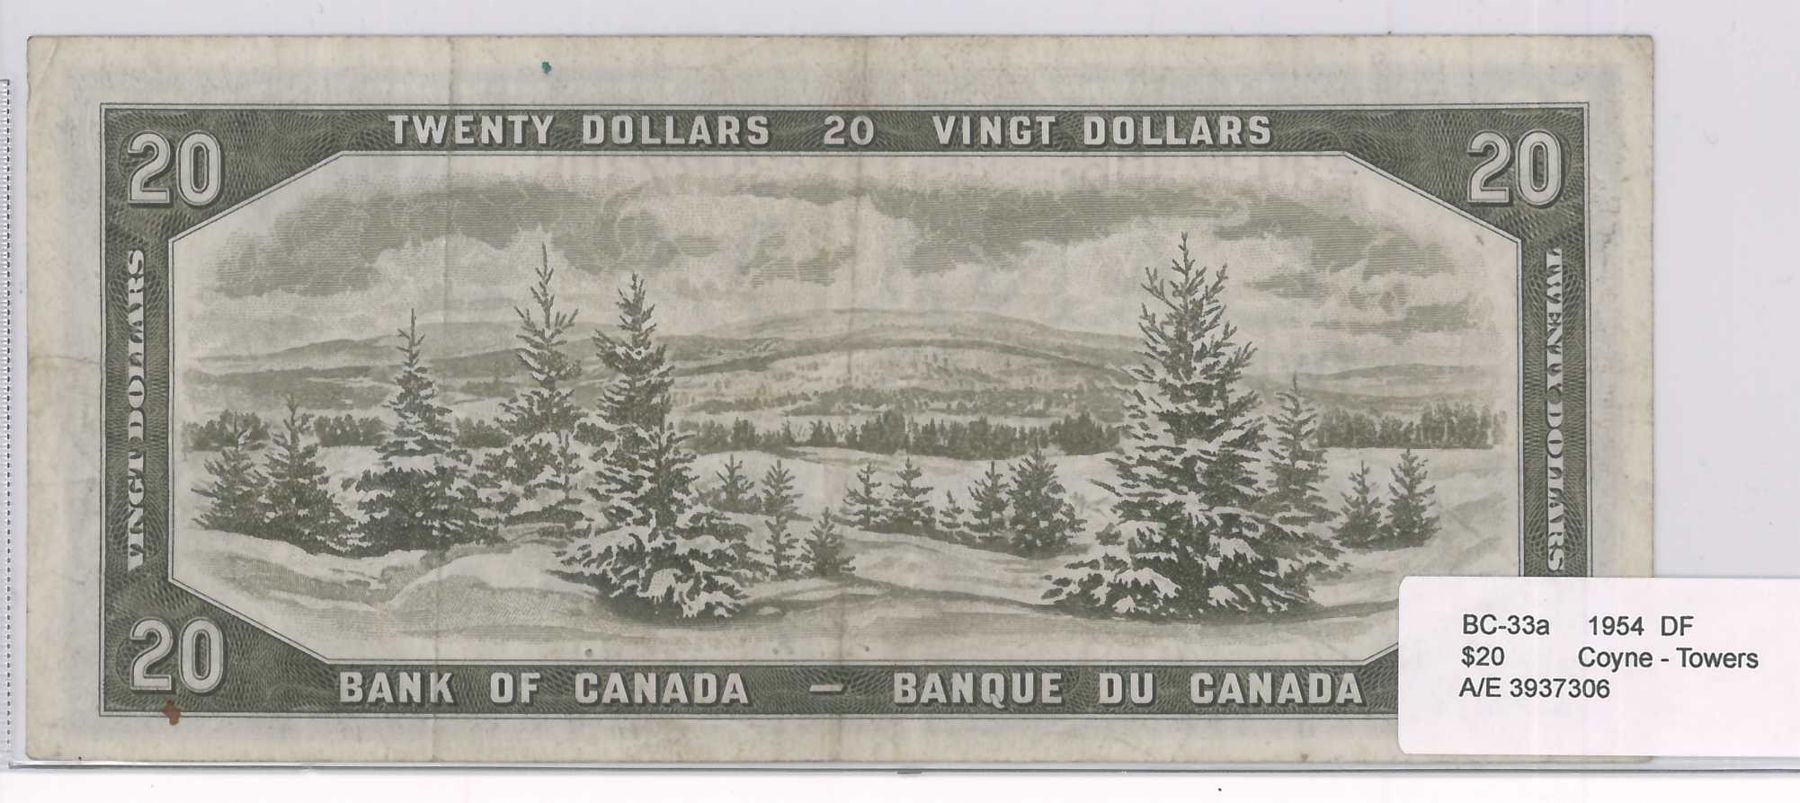 TWENTY DOLLARS 20 VINGT DOLLARS
20
20
VINGT DOLLARS
TWENTY DOLLARS
20
BANK OF CANADA — BANQUE DU CANADA
BC-33a 1954 DF
$20 Coyne - Towers
A/E 3937306